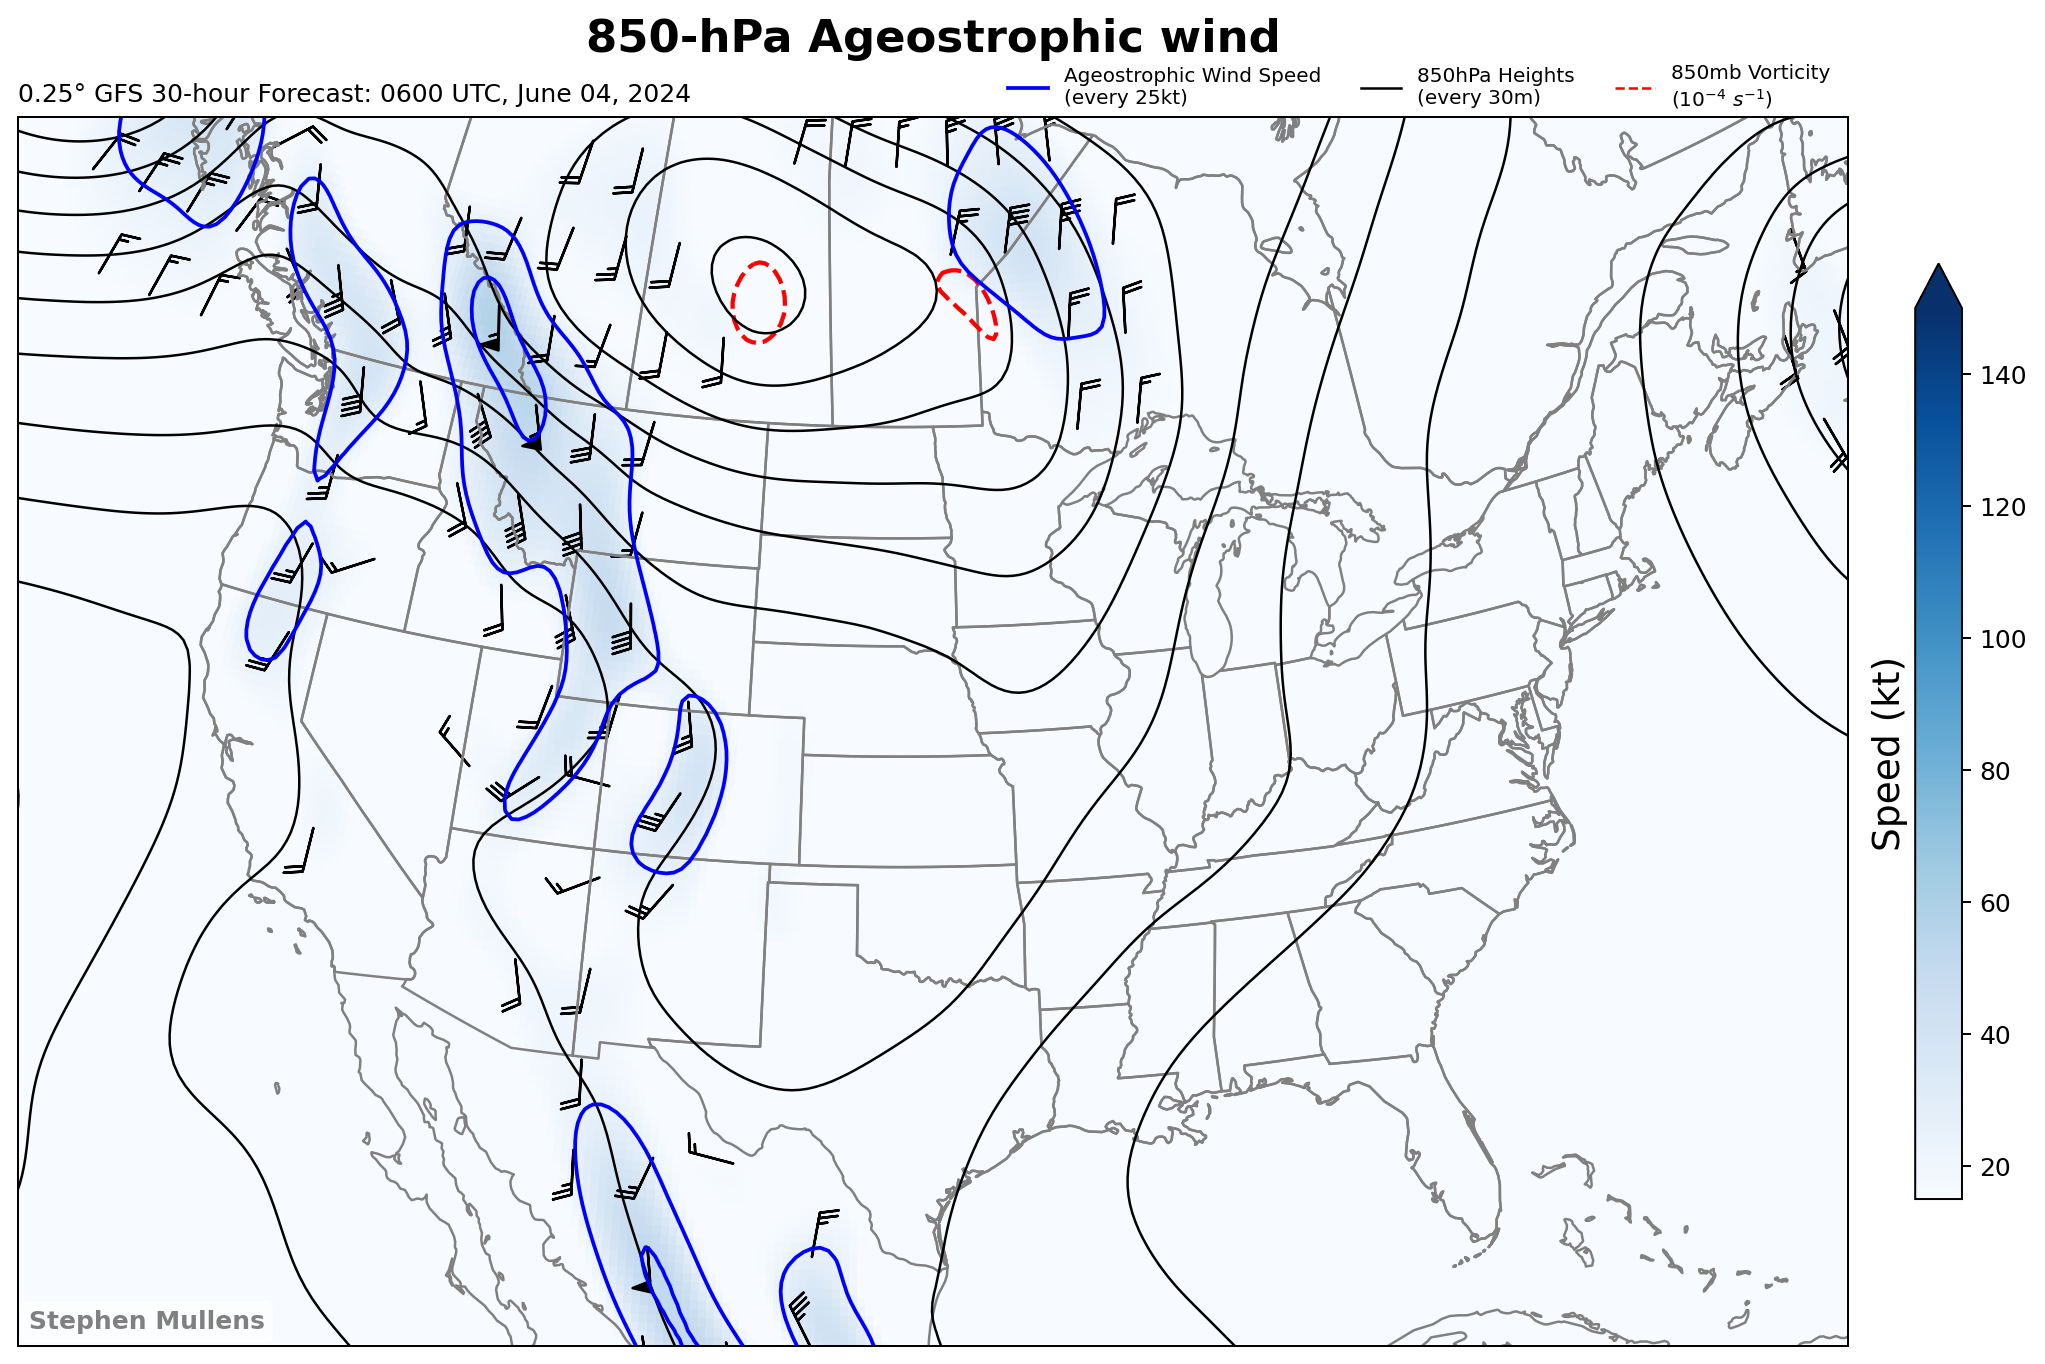 850-hPa Ageostrophic wind
0.25° GFS 30-hour Forecast: 0600 UTC, June 04, 2024
Ageostrophic Wind Speed
(every 25kt)
850hPa Heights
(every 30m)
850mb Vorticity
(10⁻⁴ s⁻¹)
140
120
100
80
60
40
20
Speed (kt)
Stephen Mullens